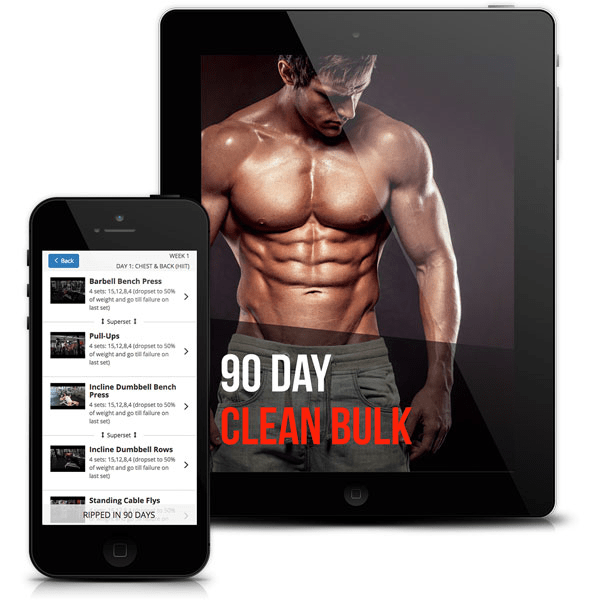 Back
WEEK 1
DAY 1: CHEST & BACK (HIIT)
Barbell Bench Press
4 sets: 15,12,8,4 (dropset to 50%
of weight and go till failure on
last set)
Superset
Pull-Ups
4 sets: 15,12,8,4 (dropset to 50%
of weight and go till failure on
last set)
Incline Dumbbell Bench
Press
4 sets: 15,12,8,4 (dropset to 50%
of weight and go till failure on
last set)
Superset
Incline Dumbbell Rows
4 sets: 15,12,8,4 (dropset to 50%
of weight and go till failure on
last set)
Standing Cable Flys
RIPPED IN 90 DAYS
90 DAY
CLEAN BULK